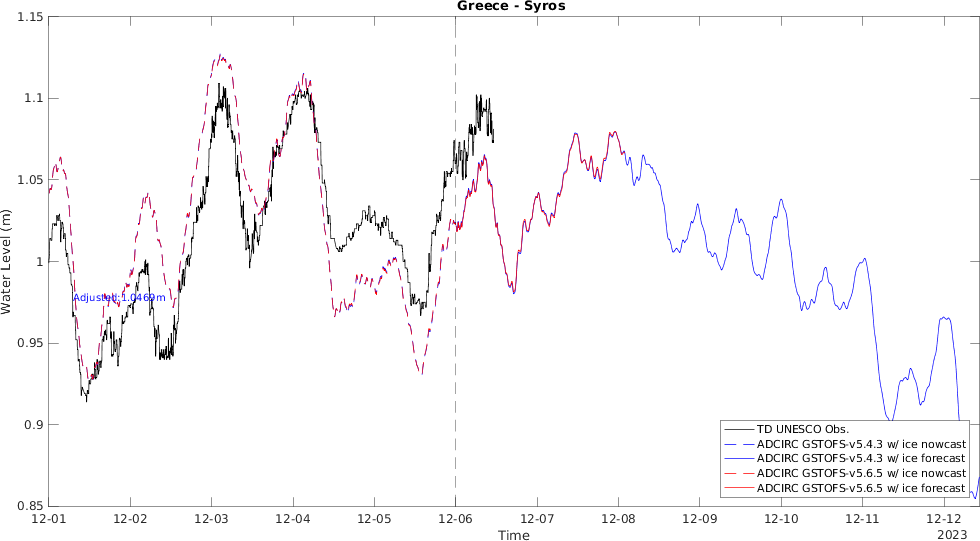 Greece - Syros
1.15
1.1
1.05
1
0.95
0.9
0.85
Water Level (m)
Adjusted:1.0469m
TD UNESCO Obs.
ADCIRC GSTOFS-v5.4.3 w/ ice nowcast
ADCIRC GSTOFS-v5.4.3 w/ ice forecast
ADCIRC GSTOFS-v5.6.5 w/ ice nowcast
ADCIRC GSTOFS-v5.6.5 w/ ice forecast
12-01 12-02 12-03 12-04 12-05 12-06 12-07 12-08 12-09 12-10 12-11 12-12
Time
2023